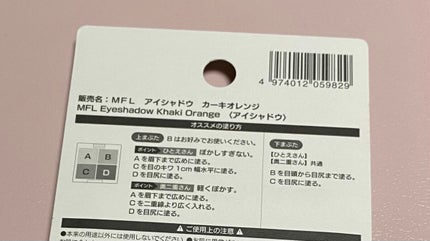 4 974012 059829
販売名：MFL アイシャドウ カーキオレンジ
MFL Eyeshadow Khaki Orange （アイシャドウ）
オススメの塗り方
上まぶた Bはお好みでお使いください。
ポイント ひとえさん ぼかしすぎない。
Aを眉下まで広めに塗る。
Cを目のキワ1cm幅水平に塗る。
Dを目尻に塗る。
ポイント 奥二重さん 軽くぼかす。
Aを眉下まで広めに塗る。
Cを二重線より広く入れる。
Dを目尻に塗る。
A B
C D
下まぶた
【ひとえさん】
【奥二重さん】共通
Bを目頭から目尻まで塗る。
Cを目尻に塗る。
⚠ ご使用上の注意 ⚠
●本来の用途以外には使用しないでください。